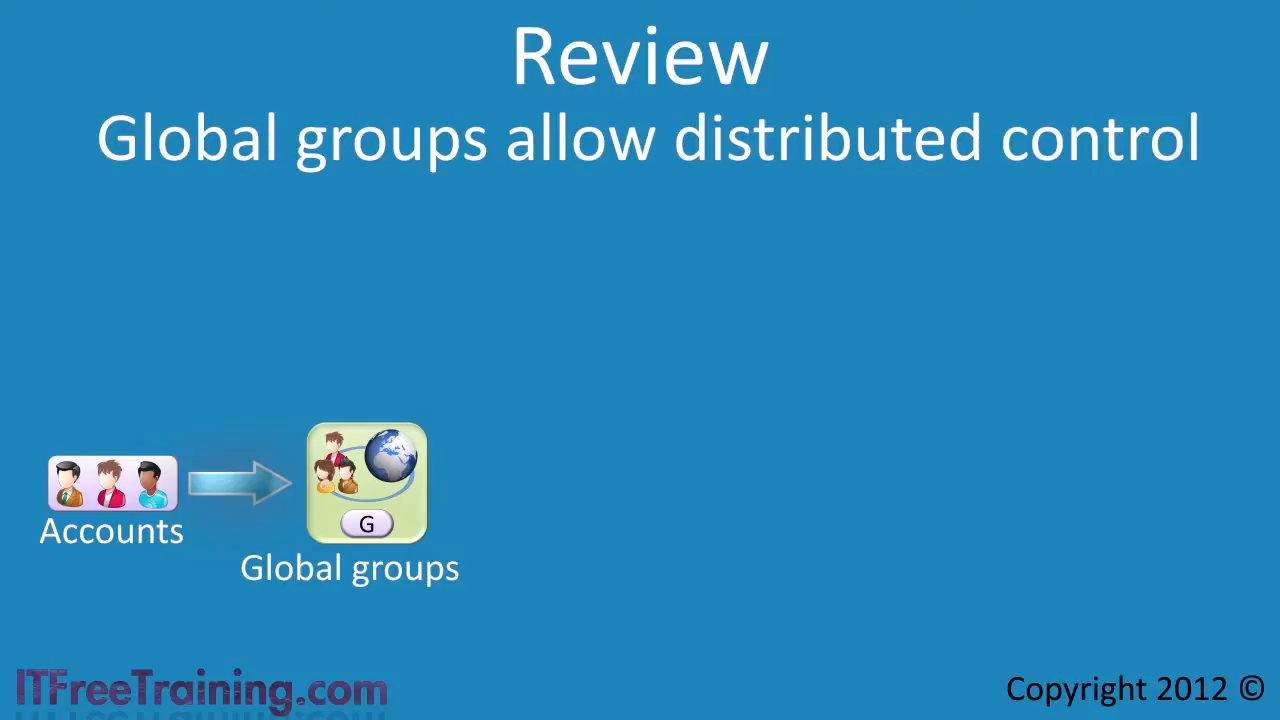 Review
Global groups allow distributed control
G
Accounts
Global groups
ITFreeTraining.com
Copyright 2012 ©